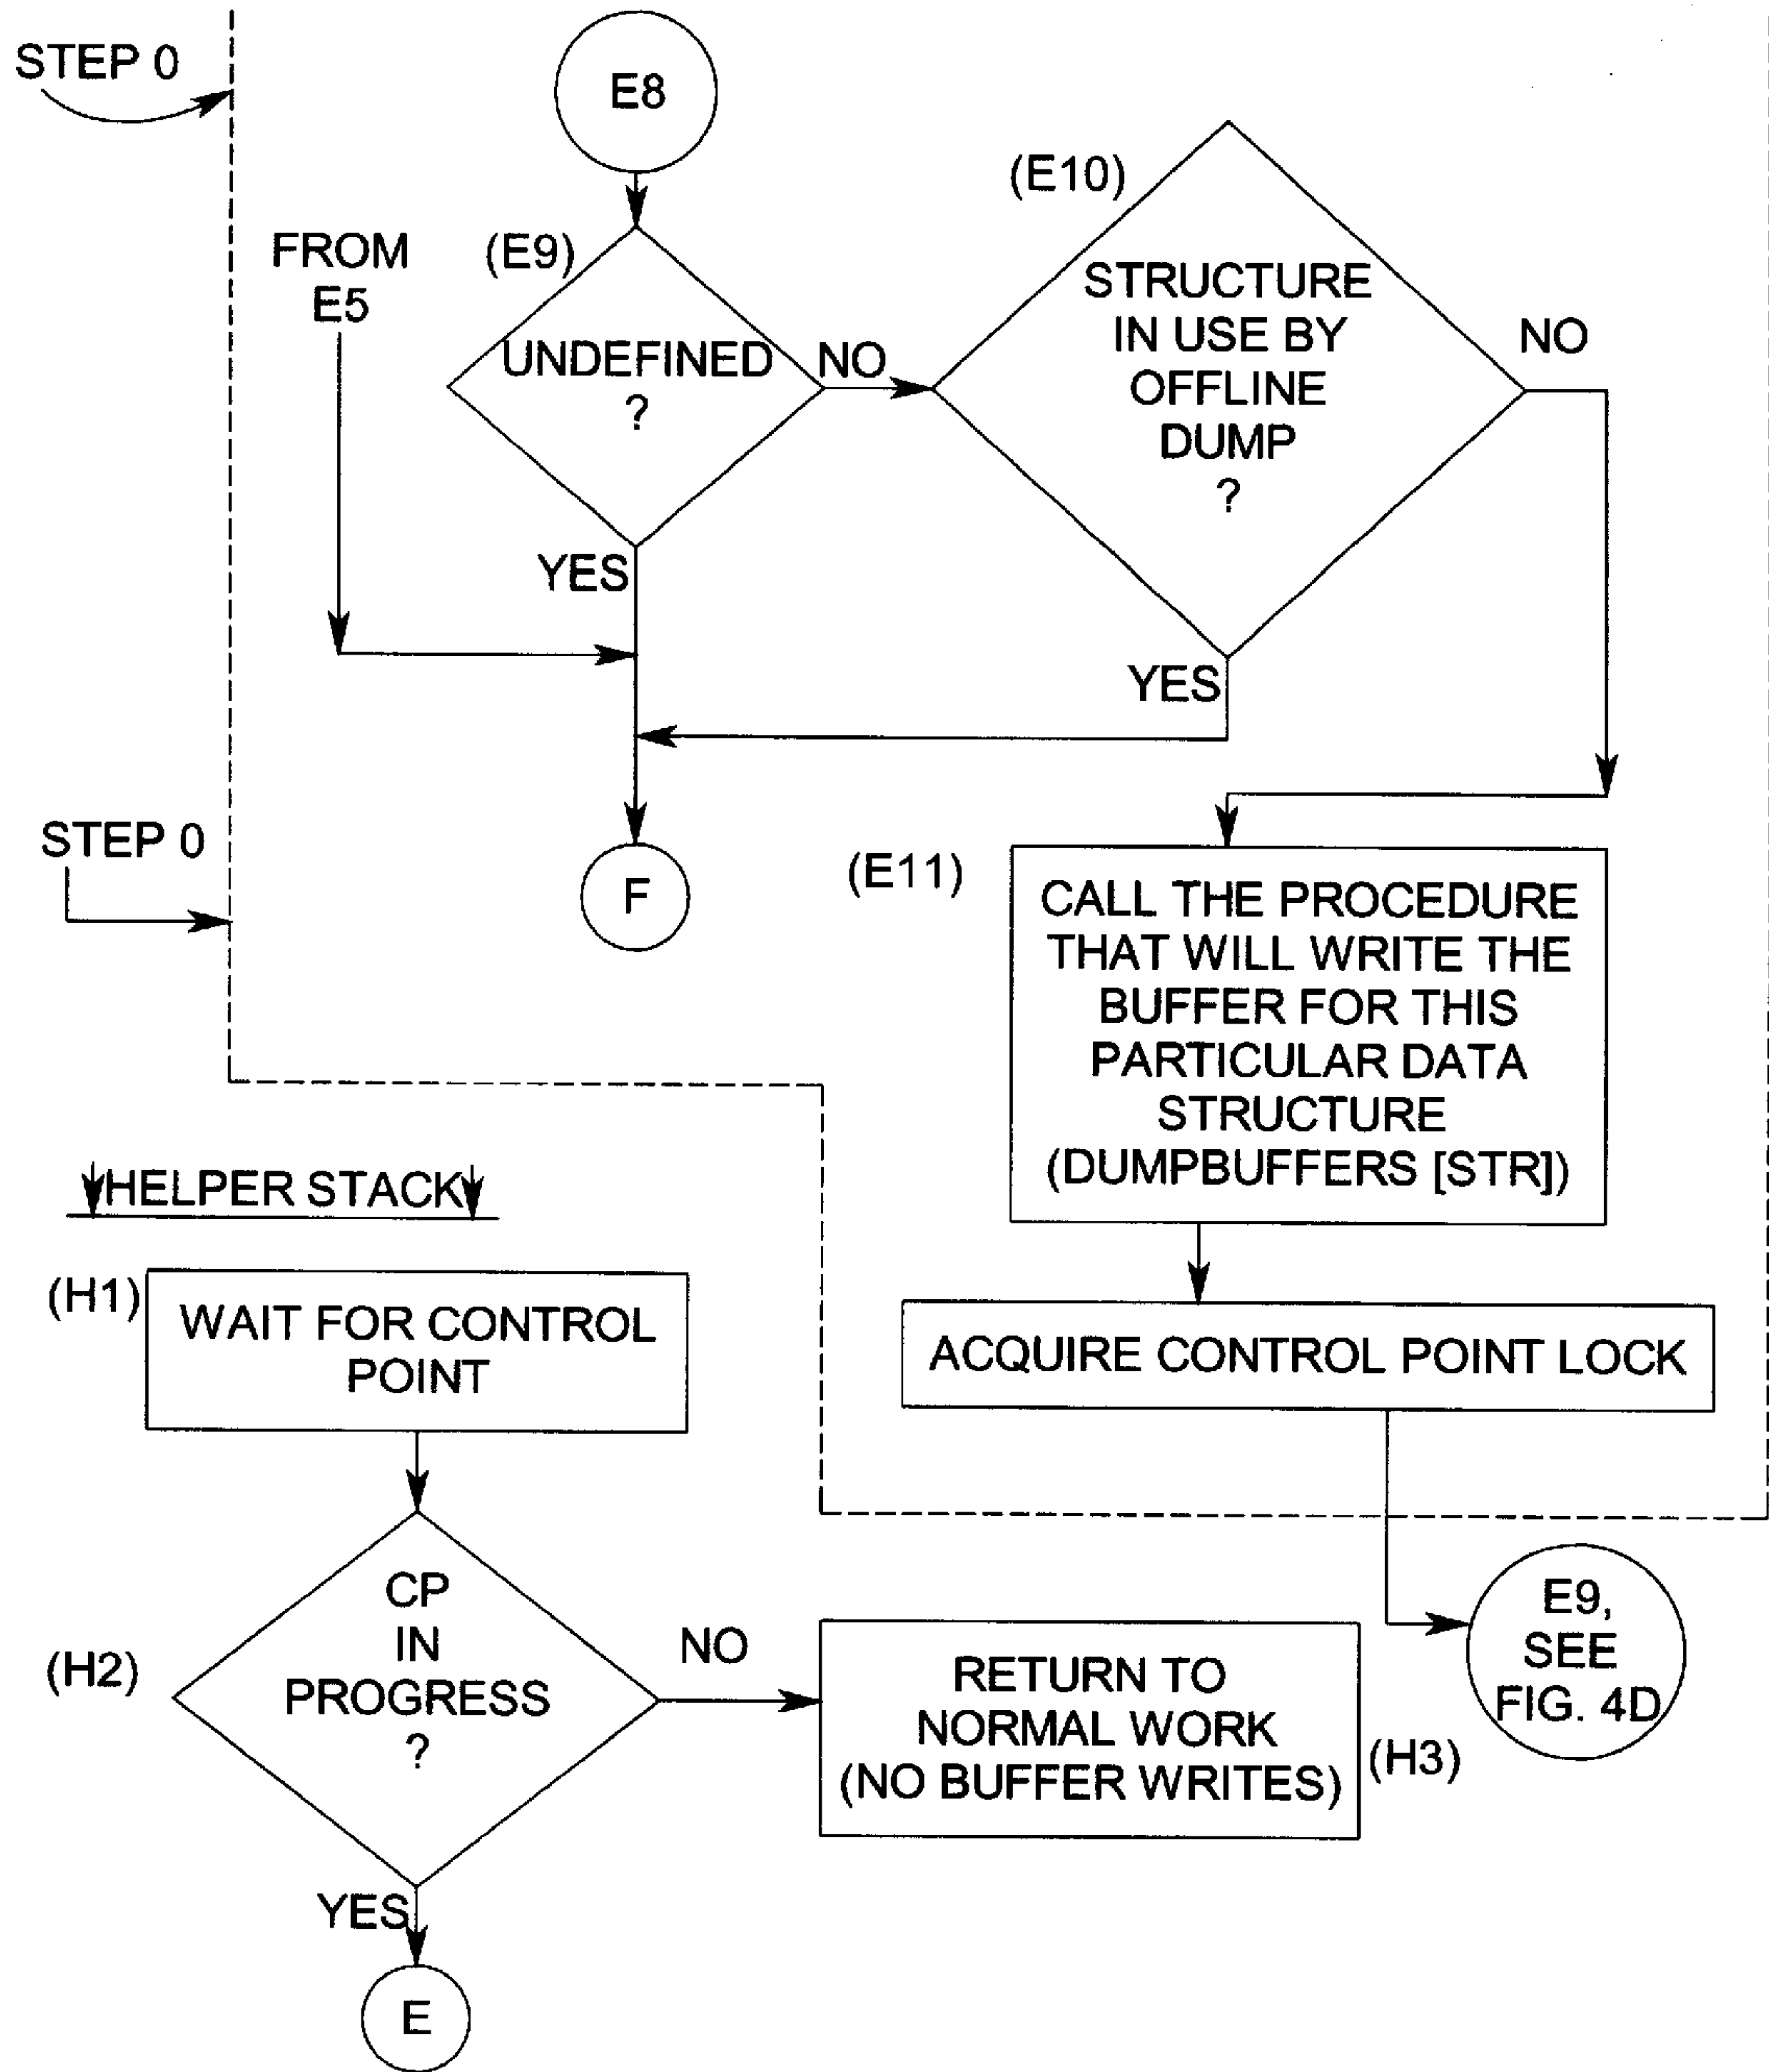 STEP 0
E8
(E10)
FROM
E5
(E9)
UNDEFINED
?
NO
STRUCTURE
IN USE BY
OFFLINE
DUMP
?
NO
YES
YES
STEP 0
F
(E11)
CALL THE PROCEDURE
THAT WILL WRITE THE
BUFFER FOR THIS
PARTICULAR DATA
STRUCTURE
(DUMPBUFFERS [STR])
HELPER STACK
(H1)
WAIT FOR CONTROL
POINT
ACQUIRE CONTROL POINT LOCK
(H2)
CP
IN
PROGRESS
?
NO
RETURN TO
NORMAL WORK
(NO BUFFER WRITES)
(H3)
E9,
SEE
FIG. 4D
YES
E